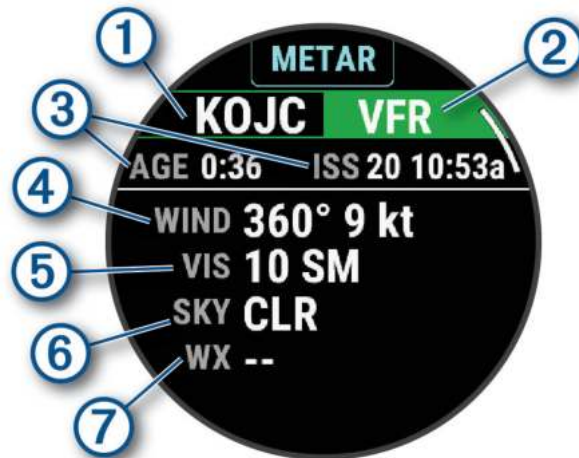 METAR
1
2
KOJC VFR
3
AGE 0:36 ISS 20 10:53a
4
WIND 360° 9 kt
5
VIS 10 SM
6
SKY CLR
7
WX --